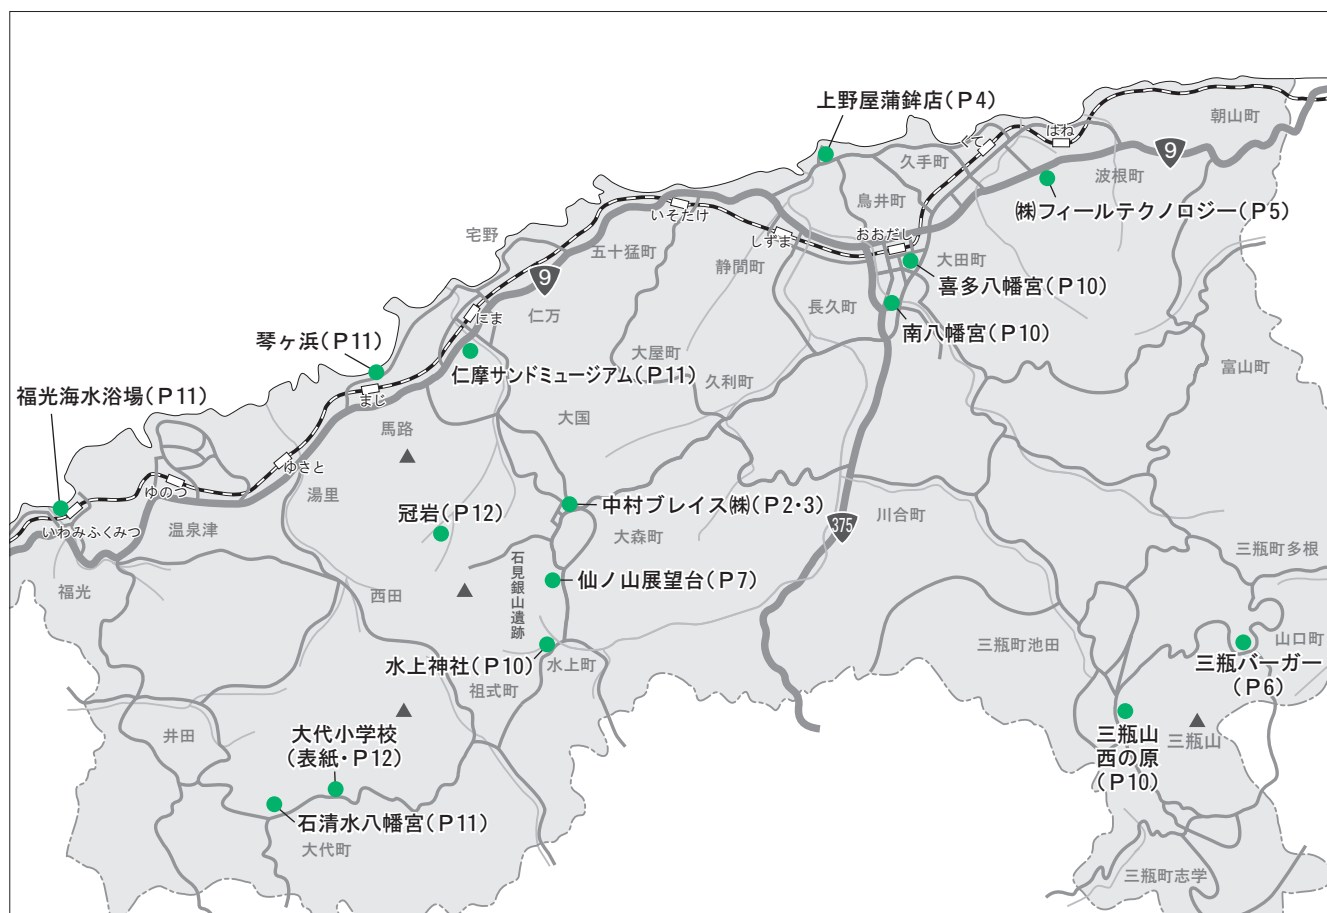 上野屋蒲鉾店(P4)
朝山町
はね
くて
9
久手町
波根町
鳥井町
㈱フィールテクノロジー(P5)
いそたけ
宅野
しずま
おおだし
五十猛町
静間町
大田町
9
喜多八幡宮(P10)
長久町
にま
仁万
南八幡宮(P10)
琴ヶ浜(P11)
大屋町
富山町
仁摩サンドミュージアム(P11)
久利町
福光海水浴場(P11)
まじ
大国
馬路
ゆさと
ゆのつ
湯里
中村ブレイス㈱(P2・3)
冠岩(P12)
川合町
375
いわみふくみつ
温泉津
大森町
三瓶町多根
石見銀山遺跡
仙ノ山展望台(P7)
福光
西田
山口町
三瓶町池田
水上神社(P10)
水上町
三瓶バーガー
(P6)
祖式町
井田
大代小学校
(表紙・P12)
三瓶山
西の原
(P10)
三瓶山
石清水八幡宮(P11)
大代町
三瓶町志学